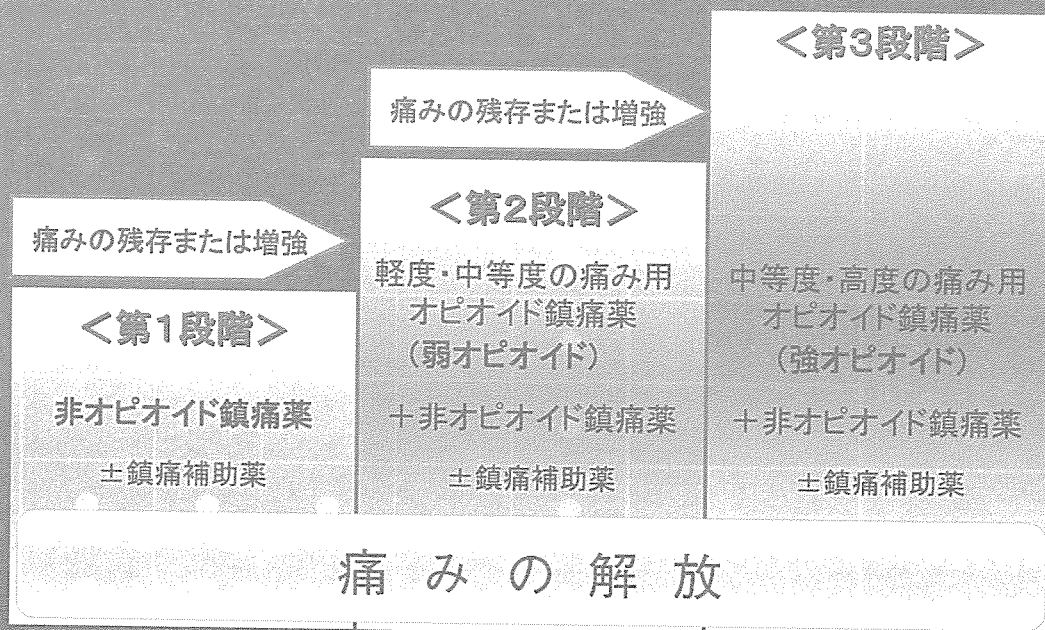 <第1段階>
非オピオイド鎮痛薬
±鎮痛補助薬
痛みの残存または増強
<第2段階>
軽度・中等度の痛み用
オピオイド鎮痛薬
(弱オピオイド)
+非オピオイド鎮痛薬
±鎮痛補助薬
痛みの残存または増強
<第3段階>
中等度・高度の痛み用
オピオイド鎮痛薬
(強オピオイド)
+非オピオイド鎮痛薬
±鎮痛補助薬
痛みの解放